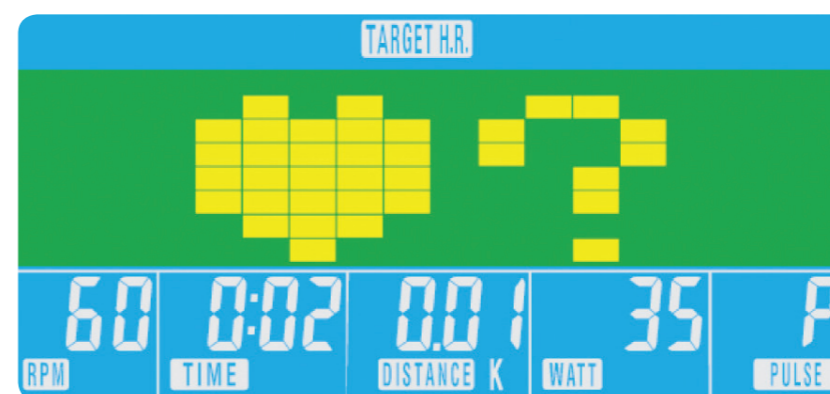 TARGET H.R.
?
60 0:02 0.01 35 P
RPM TIME DISTANCE K WATT PULSE